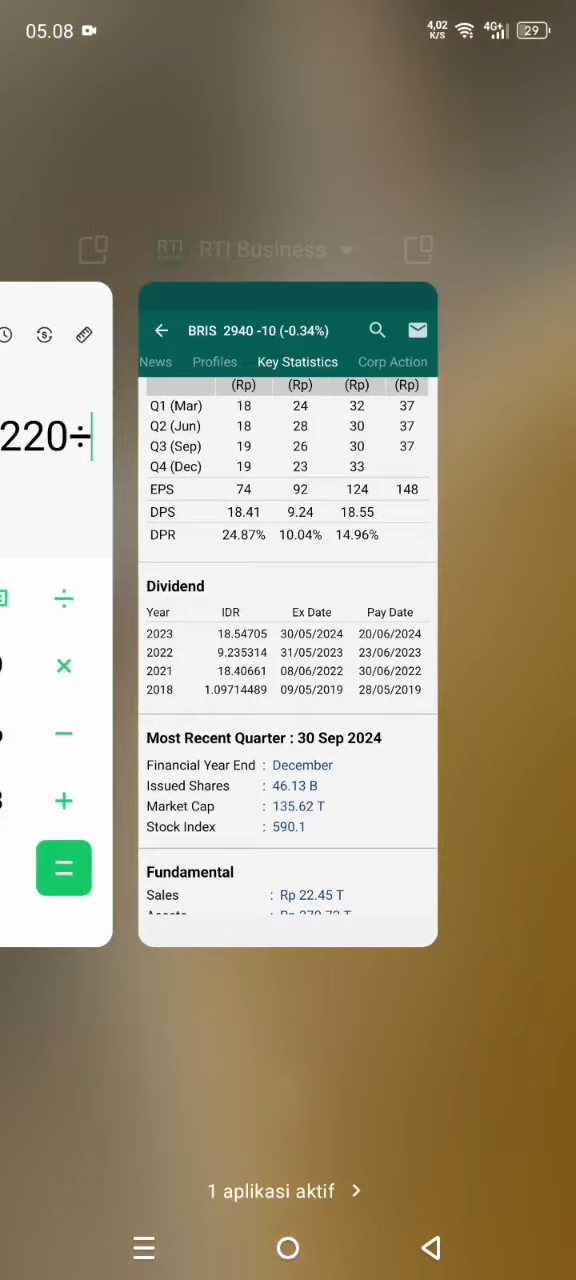 05.08
4,02 K/S 4G+ 29
RTI RTI Business
BRIS 2940 -10 (-0.34%)
News Profiles Key Statistics Corp Action
220÷
(Rp) (Rp) (Rp) (Rp)
Q1 (Mar) 18 24 32 37
Q2 (Jun) 18 28 30 37
Q3 (Sep) 19 26 30 37
Q4 (Dec) 19 23 33
EPS 74 92 124 148
DPS 18.41 9.24 18.55
DPR 24.87% 10.04% 14.96%
Dividend
Year IDR Ex Date Pay Date
2023 18.54705 30/05/2024 20/06/2024
2022 9.235314 31/05/2023 23/06/2023
2021 18.40661 08/06/2022 30/06/2022
2018 1.09714489 09/05/2019 28/05/2019
÷
×
−
+
=
Most Recent Quarter : 30 Sep 2024
Financial Year End : December
Issued Shares : 46.13 B
Market Cap : 135.62 T
Stock Index : 590.1
Fundamental
Sales : Rp 22.45 T
1 aplikasi aktif >